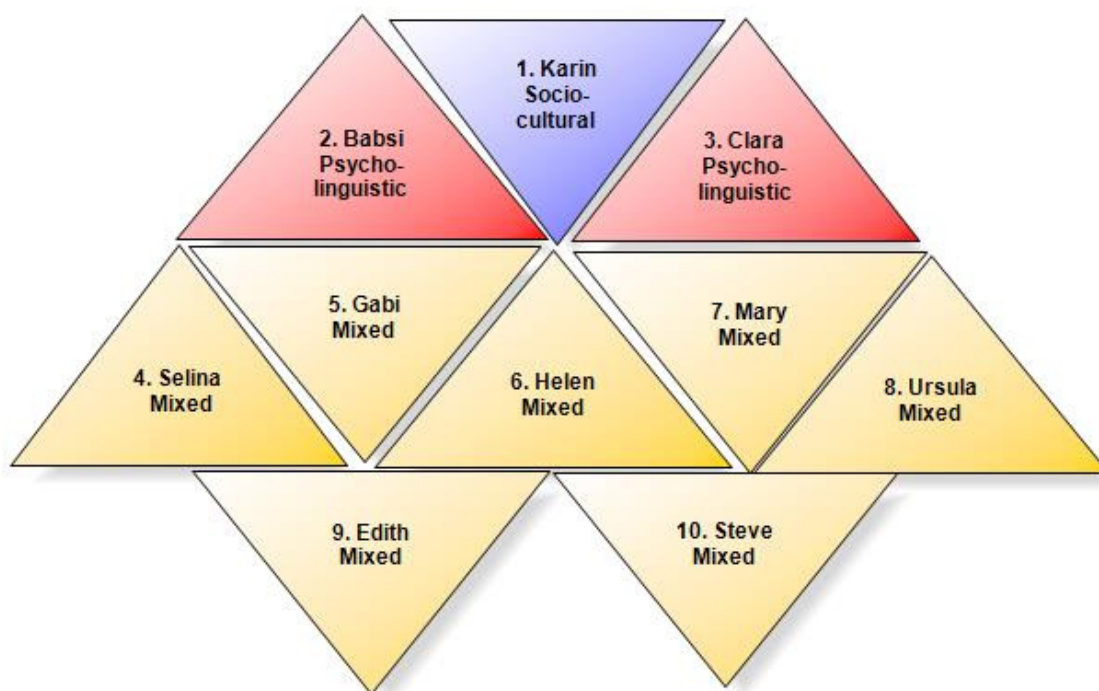 1. Karin
Socio-
cultural
2. Babsi
Psycho-
linguistic
3. Clara
Psycho-
linguistic
4. Selina
Mixed
5. Gabi
Mixed
6. Helen
Mixed
7. Mary
Mixed
8. Ursula
Mixed
9. Edith
Mixed
10. Steve
Mixed